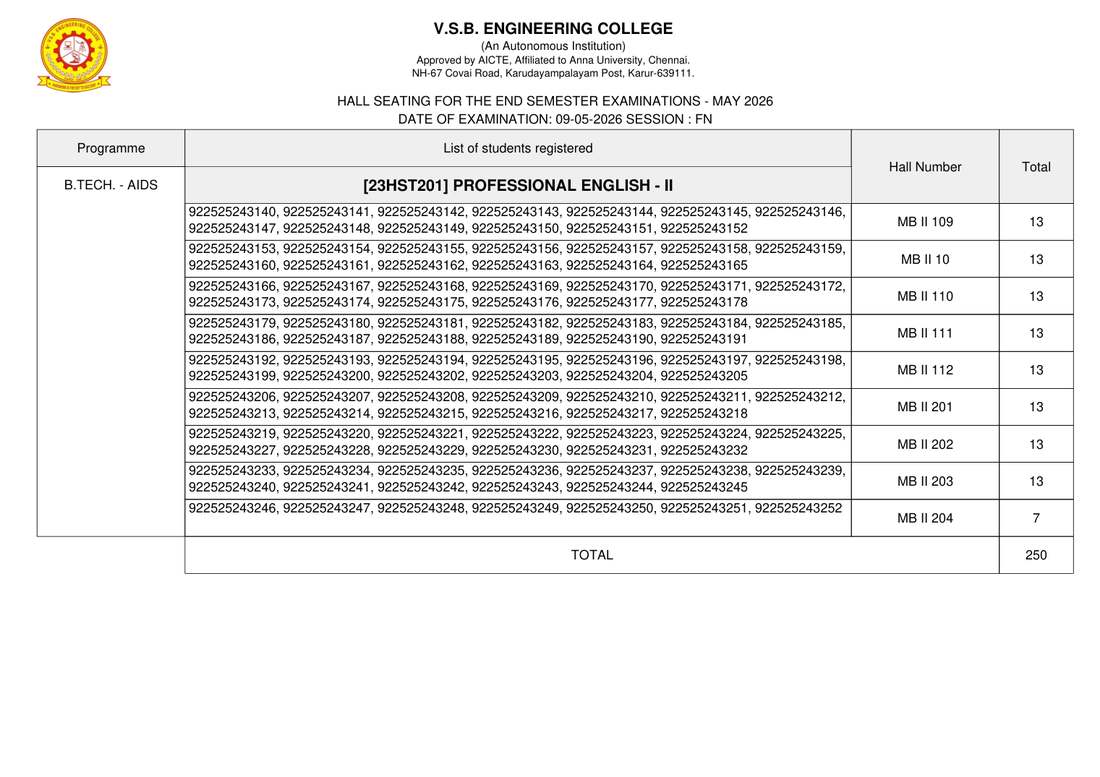 V.S.B. ENGINEERING COLLEGE
(An Autonomous Institution)
Approved by AICTE, Affiliated to Anna University, Chennai.
NH-67 Covai Road, Karudayampalayam Post, Karur-639111.
HALL SEATING FOR THE END SEMESTER EXAMINATIONS - MAY 2026
DATE OF EXAMINATION: 09-05-2026 SESSION : FN
Programme List of students registered Hall Number Total
B.TECH. - AIDS [23HST201] PROFESSIONAL ENGLISH - II
922525243140, 922525243141, 922525243142, 922525243143, 922525243144, 922525243145, 922525243146,
922525243147, 922525243148, 922525243149, 922525243150, 922525243151, 922525243152
MB II 109 13
922525243153, 922525243154, 922525243155, 922525243156, 922525243157, 922525243158, 922525243159,
922525243160, 922525243161, 922525243162, 922525243163, 922525243164, 922525243165
MB II 10 13
922525243166, 922525243167, 922525243168, 922525243169, 922525243170, 922525243171, 922525243172,
922525243173, 922525243174, 922525243175, 922525243176, 922525243177, 922525243178
MB II 110 13
922525243179, 922525243180, 922525243181, 922525243182, 922525243183, 922525243184, 922525243185,
922525243186, 922525243187, 922525243188, 922525243189, 922525243190, 922525243191
MB II 111 13
922525243192, 922525243193, 922525243194, 922525243195, 922525243196, 922525243197, 922525243198,
922525243199, 922525243200, 922525243202, 922525243203, 922525243204, 922525243205
MB II 112 13
922525243206, 922525243207, 922525243208, 922525243209, 922525243210, 922525243211, 922525243212,
922525243213, 922525243214, 922525243215, 922525243216, 922525243217, 922525243218
MB II 201 13
922525243219, 922525243220, 922525243221, 922525243222, 922525243223, 922525243224, 922525243225,
922525243227, 922525243228, 922525243229, 922525243230, 922525243231, 922525243232
MB II 202 13
922525243233, 922525243234, 922525243235, 922525243236, 922525243237, 922525243238, 922525243239,
922525243240, 922525243241, 922525243242, 922525243243, 922525243244, 922525243245
MB II 203 13
922525243246, 922525243247, 922525243248, 922525243249, 922525243250, 922525243251, 922525243252
MB II 204 7
TOTAL 250